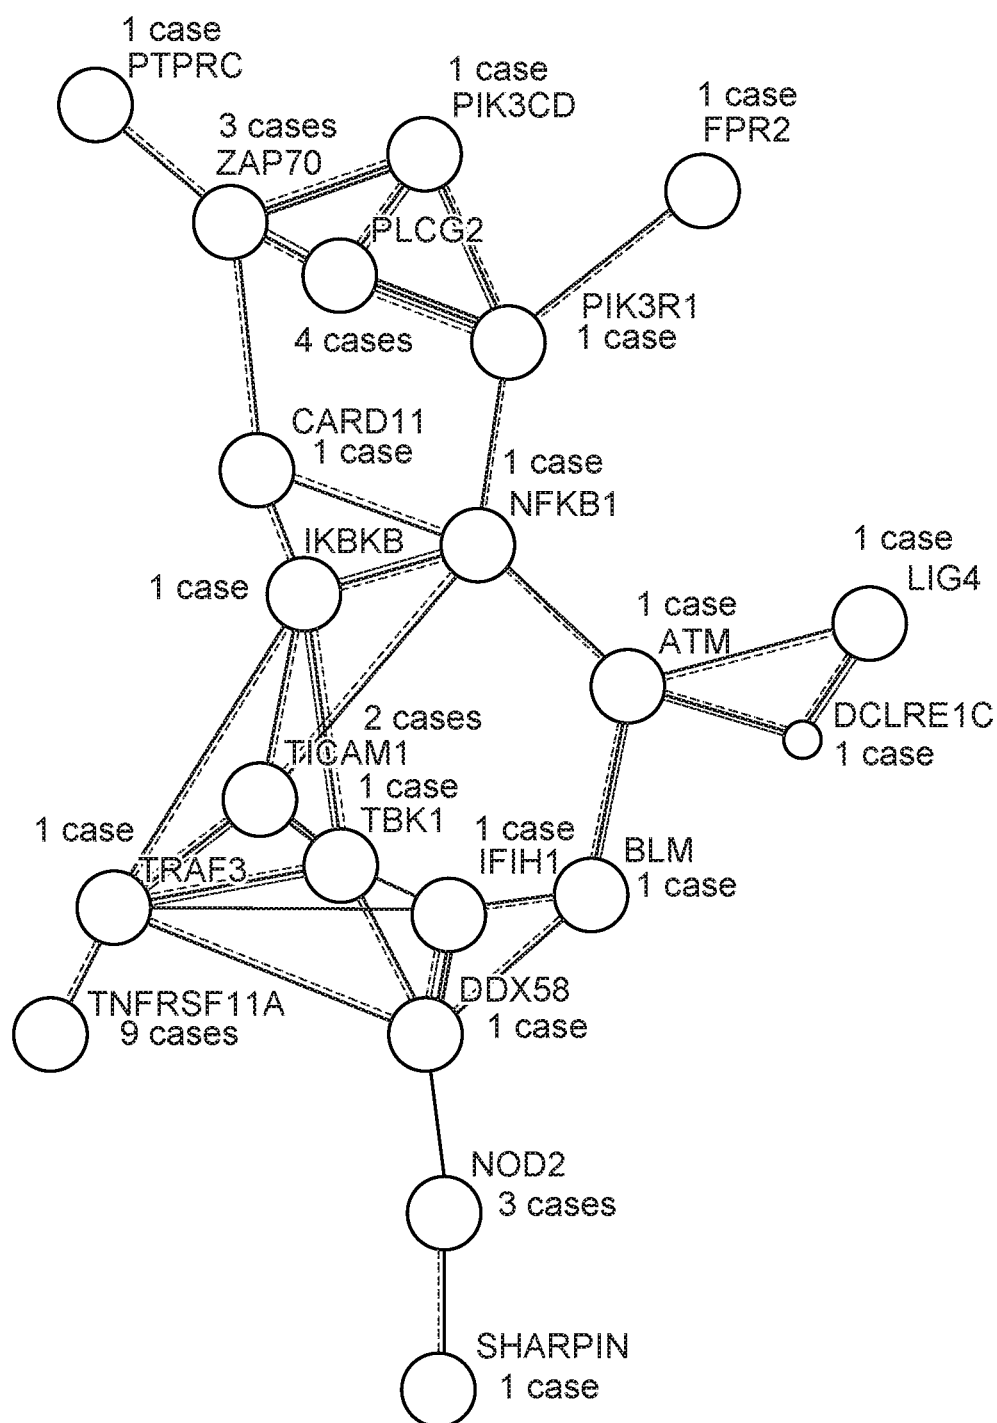 1 case
PTPRC
1 case
PIK3CD
1 case
FPR2
3 cases
ZAP70
PLCG2
4 cases
PIK3R1
1 case
CARD11
1 case
1 case
NFKB1
IKBKB
1 case
1 case
LIG4
1 case
ATM
DCLRE1C
1 case
2 cases
TICAM1
1 case
TBK1
1 case
TRAF3
1 case
IFIH1
BLM
1 case
DDX58
1 case
TNFRSF11A
9 cases
NOD2
3 cases
SHARPIN
1 case